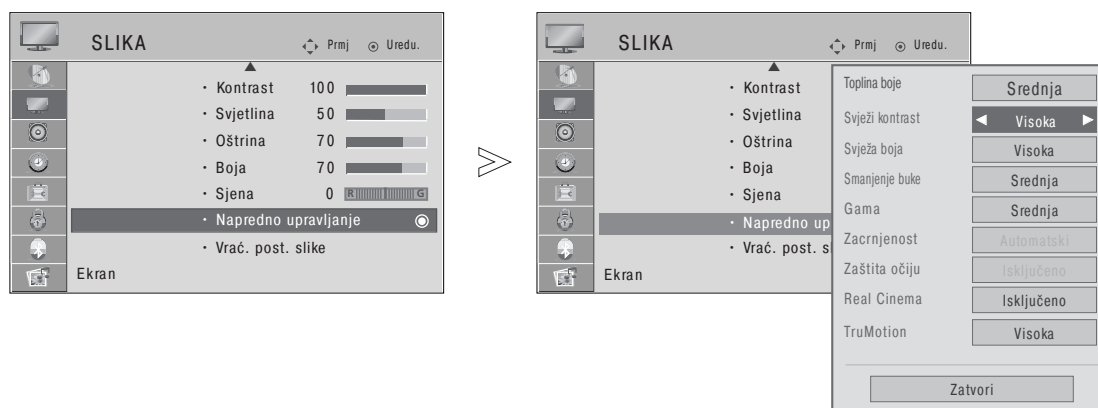 SLIKA Prmj Uredu.
• Kontrast 100
• Svjetlina 50
• Oštrina 70
• Boja 70
• Sjena 0 R G
• Napredno upravljanje
• Vrać. post. slike
Ekran
SLIKA Prmj Uredu.
• Kontrast
• Svjetlina
• Oštrina
• Boja
• Sjena
• Napredno up
• Vrać. post. sl
Ekran
Toplina boje Srednja
Svježi kontrast Visoka
Svježa boja Visoka
Smanjenje buke Srednja
Gama Srednja
Zacrnjenost Automatski
Zaštita očiju Isključeno
Real Cinema Isključeno
TruMotion Visoka
Zatvori